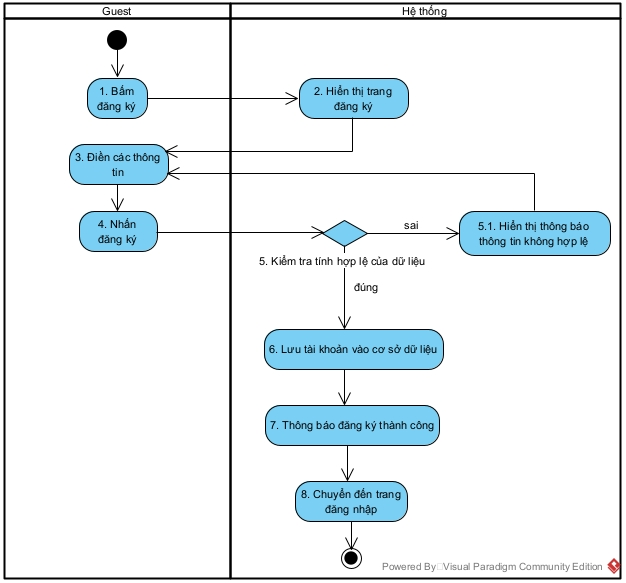 Guest
Hệ thống
1. Bấm
đăng ký
2. Hiển thị trang
đăng ký
3. Điền các thông
tin
4. Nhấn
đăng ký
sai
5.1. Hiển thị thông báo
thông tin không hợp lệ
5. Kiểm tra tính hợp lệ của dữ liệu
đúng
6. Lưu tài khoản vào cơ sở dữ liệu
7. Thông báo đăng ký thành công
8. Chuyển đến trang
đăng nhập
Powered By Visual Paradigm Community Edition